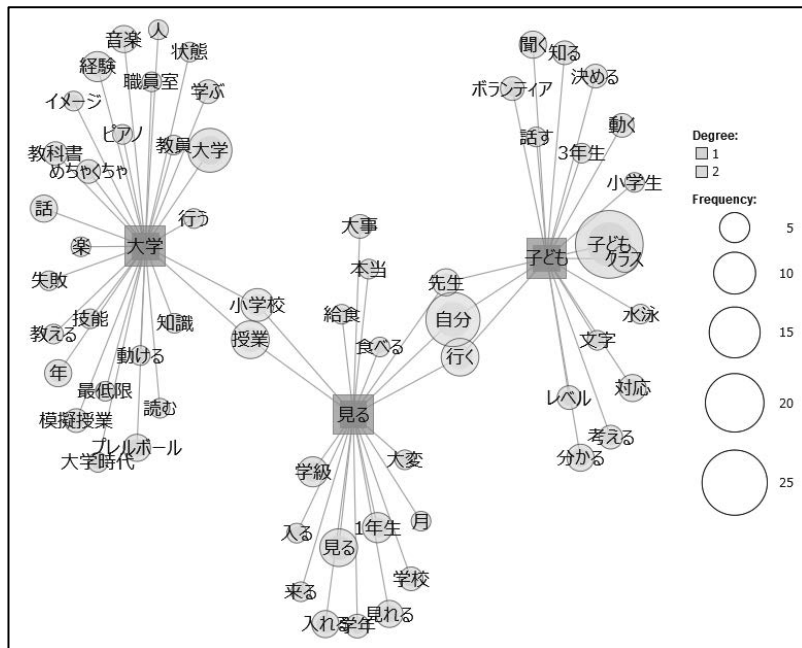 音楽
人
状態
経験
職員室
学ぶ
イメージ
ピアノ
教員
大学
教科書
めちゃくちゃ
話
行う
楽
大学
失敗
小学校
技能
知識
教える
授業
動ける
年
最低限
読む
模擬授業
プレルボール
大学時代
大事
本当
給食
食べる
先生
自分
行く
見る
学級
大変
入る
1年生
月
見る
来る
学校
入れる
学年
見れる
聞く
知る
ボランティア
決める
話す
動く
3年生
小学生
子ども
子ども
クラス
水泳
文字
レベル
対応
考える
分かる
Degree:
1
2
Frequency:
5
10
15
20
25